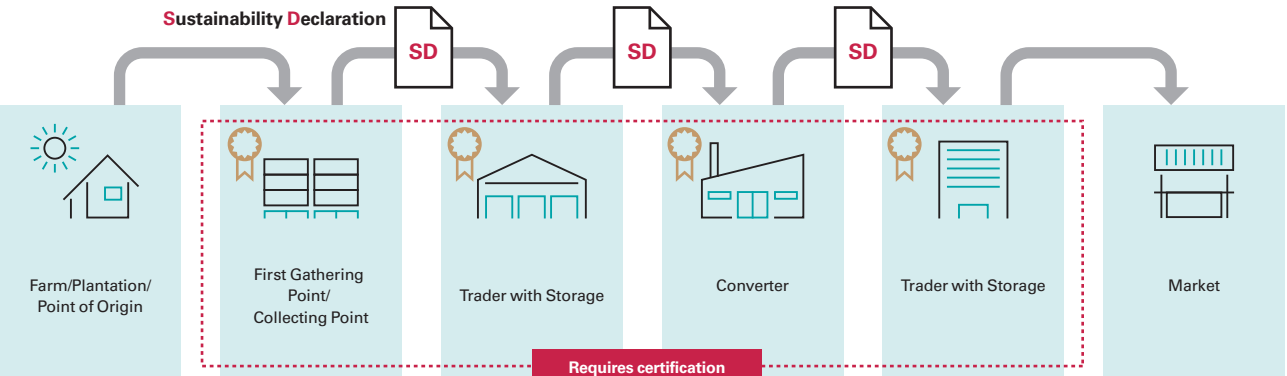 Sustainability Declaration
SD
SD
SD
Farm/Plantation/
Point of Origin
First Gathering
Point/
Collecting Point
Trader with Storage
Converter
Trader with Storage
Market
Requires certification